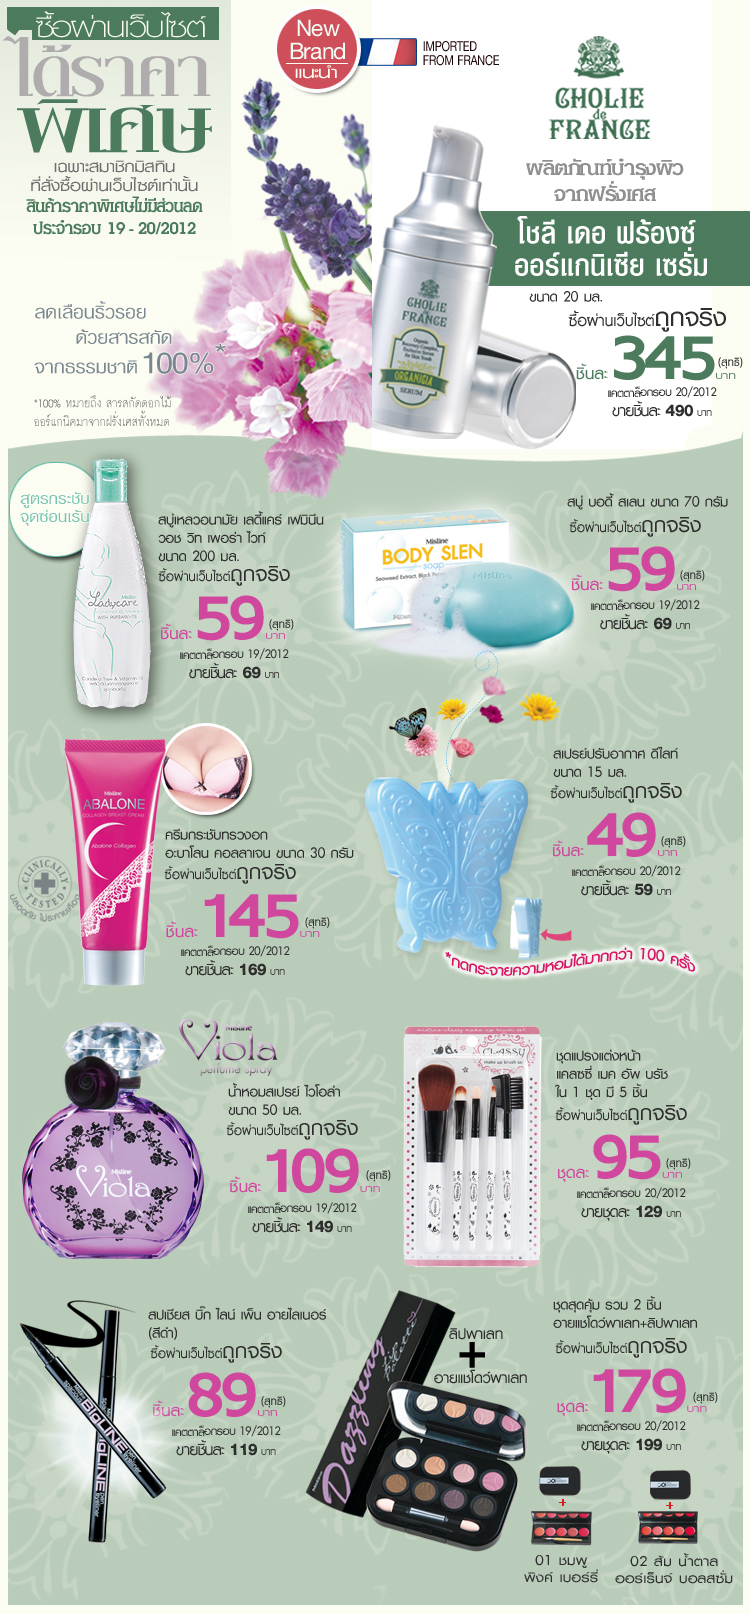 ซื้อผ่านเว็บไซต์
ได้ราคา
พิเศษ
เฉพาะสมาชิกมิสทิน
ที่สั่งซื้อผ่านเว็บไซต์เท่านั้น
สินค้าราคาพิเศษไม่มีส่วนลด
ประจำรอบ 19 - 20/2012
New
Brand
แนะนำ
IMPORTED
FROM FRANCE
CHOLIE
de
FRANCE
ผลิตภัณฑ์บำรุงผิว
จากฝรั่งเศส
โชลี เดอ ฟร้องซ์
ออร์แกนิเซีย เซรั่ม
ขนาด 20 มล.
ซื้อผ่านเว็บไซต์ถูกจริง
ชิ้นละ 345 (สุทธิ) บาท
แคตตาล็อกรอบ 20/2012
ขายชิ้นละ 490 บาท
ลดเลือนริ้วรอย
ด้วยสารสกัด
จากธรรมชาติ 100%*
*100% หมายถึง สารสกัดดอกไม้
ออร์แกนิคมาจากฝรั่งเศสทั้งหมด
CHOLIE
de
FRANCE
Organic
Recovery Complex
Exclusive Serum
for Skin Youth
ORGANICIA
SERUM
สูตรกระชับ
จุดซ่อนเร้น
Mistine
Ladycare
สบู่เหลวอนามัย เลดี้แคร์ เฟมินีน
วอช วิท เพอร่า ไวท์
ขนาด 200 มล.
ซื้อผ่านเว็บไซต์ถูกจริง
ชิ้นละ 59 (สุทธิ) บาท
แคตตาล็อกรอบ 19/2012
ขายชิ้นละ 69 บาท
Mistine
BODY SLEN
soap
Mistine
สบู่ บอดี้ สเลน ขนาด 70 กรัม
ซื้อผ่านเว็บไซต์ถูกจริง
ชิ้นละ 59 (สุทธิ) บาท
แคตตาล็อกรอบ 19/2012
ขายชิ้นละ 69 บาท
Mistine
ABALONE
COLLAGEN BREAST CREAM
Abalone Collagen
CLINICALLY
TESTED
ปลอดภัย ไม่ระคายเคือง
ครีมกระชับทรวงอก
อะบาโลน คอลลาเจน ขนาด 30 กรัม
ซื้อผ่านเว็บไซต์ถูกจริง
ชิ้นละ 145 (สุทธิ) บาท
แคตตาล็อกรอบ 20/2012
ขายชิ้นละ 169 บาท
สเปรย์ปรับอากาศ ดีไลท์
ขนาด 15 มล.
ซื้อผ่านเว็บไซต์ถูกจริง
ชิ้นละ 49 (สุทธิ) บาท
แคตตาล็อกรอบ 20/2012
ขายชิ้นละ 59 บาท
*กดกระจายความหอมได้มากกว่า 100 ครั้ง
Mistine
Viola
Mistine
Viola
perfume spray
น้ำหอมสเปรย์ ไวโอล่า
ขนาด 50 มล.
ซื้อผ่านเว็บไซต์ถูกจริง
ชิ้นละ 109 (สุทธิ) บาท
แคตตาล็อกรอบ 19/2012
ขายชิ้นละ 149 บาท
mistine classy make up brush set
CLASSY
make up brush set
ชุดแปรงแต่งหน้า
แคลซซี่ เมค อัพ บรัช
ใน 1 ชุด มี 5 ชิ้น
ซื้อผ่านเว็บไซต์ถูกจริง
ชุดละ 95 (สุทธิ) บาท
แคตตาล็อกรอบ 20/2012
ขายชุดละ 129 บาท
BIGLINE
BIGLINE
สปเชียส บิ๊ก ไลน์ เพ็น อายไลเนอร์
(สีดำ)
ซื้อผ่านเว็บไซต์ถูกจริง
ชิ้นละ 89 (สุทธิ) บาท
แคตตาล็อกรอบ 19/2012
ขายชิ้นละ 119 บาท
Dazzling
ลิปพาเลท
+
อายแชโดว์พาเลท
ชุดสุดคุ้ม รวม 2 ชิ้น
อายแชโดว์พาเลท+ลิปพาเลท
ซื้อผ่านเว็บไซต์ถูกจริง
ชุดละ 179 (สุทธิ) บาท
แคตตาล็อกรอบ 20/2012
ขายชุดละ 199 บาท
+
+
01 ชมพู
พิงค์ เบอร์รี่
02 ส้ม น้ำตาล
ออร์เร็นจ์ บอลสซั่ม